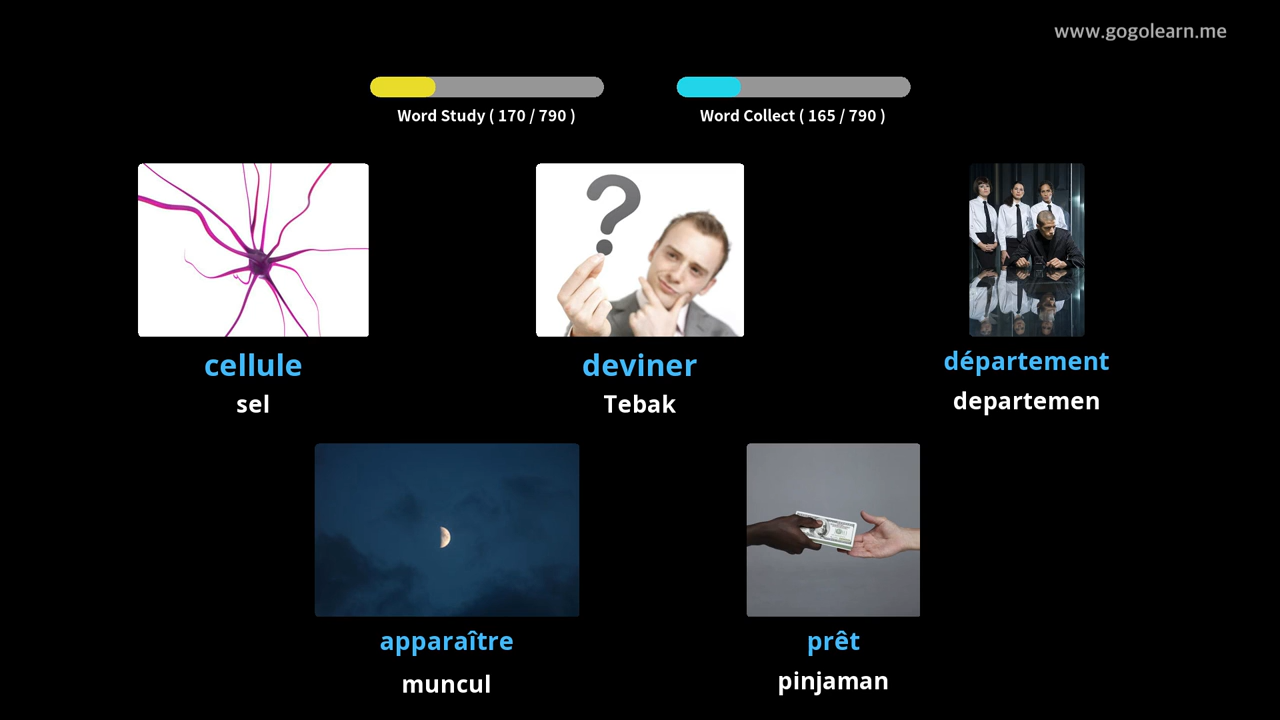 www.gogolearn.me
Word Study ( 170 / 790 )
Word Collect ( 165 / 790 )
cellule
sel
deviner
Tebak
département
departemen
apparaître
muncul
prêt
pinjaman